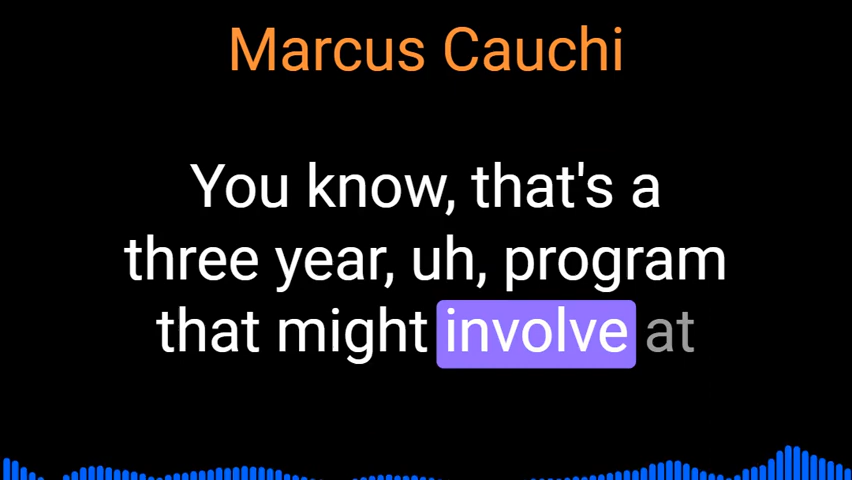 Marcus Cauchi
You know, that's a
three year, uh, program
that might involve at